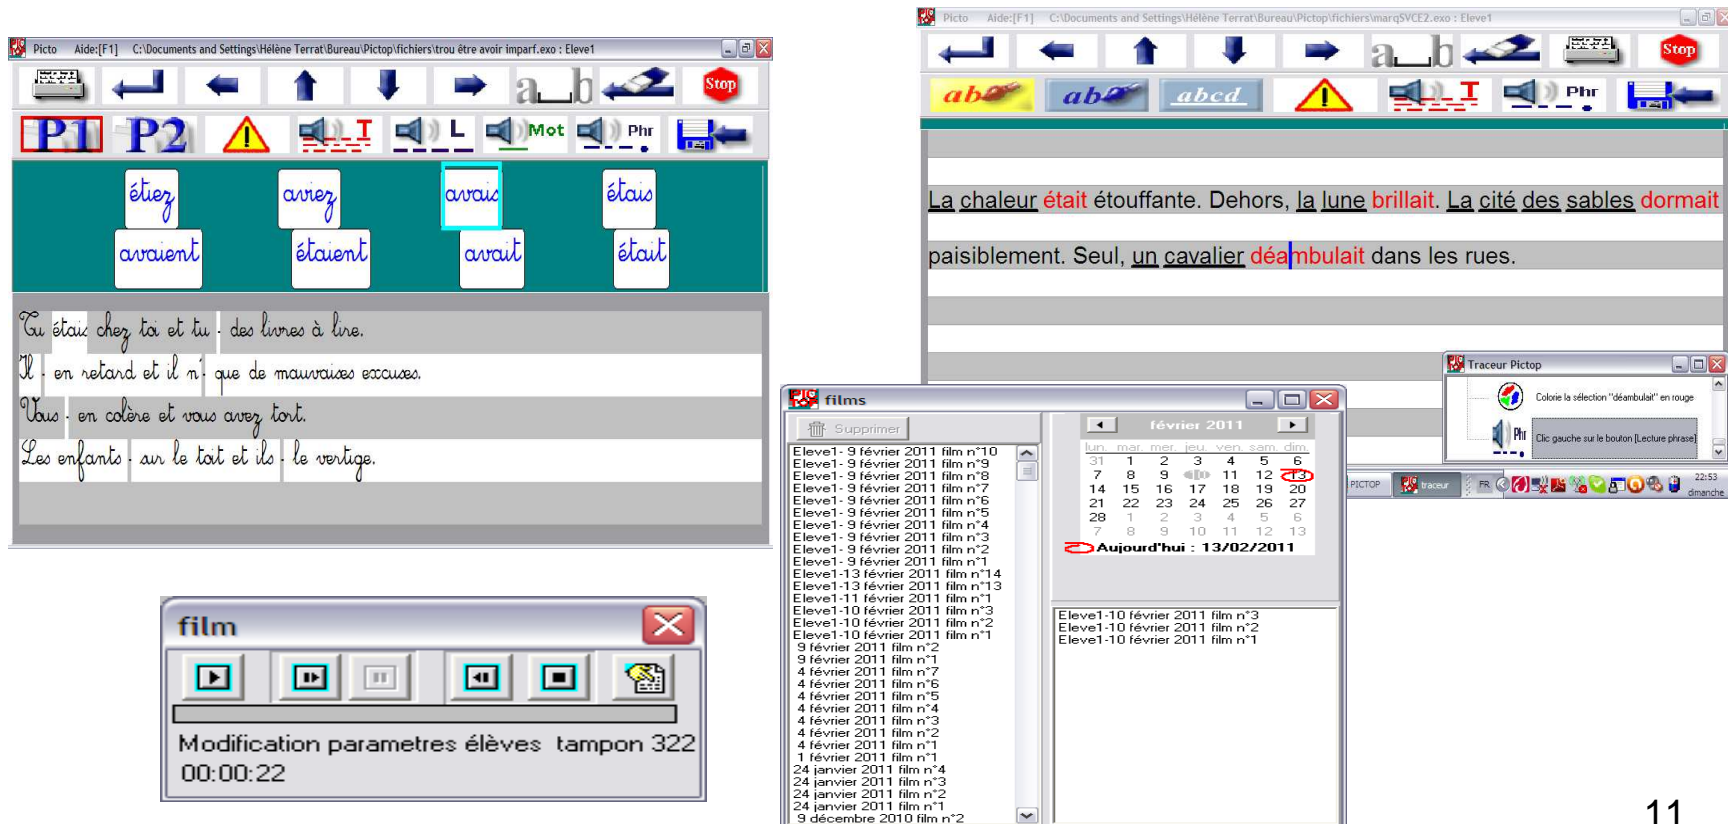 Picto Aide:[F1] C:\Documents and Settings\Hélène Terrat\Bureau\Pictop\fichiers\trou être avoir imparf.exo : Eleve1
a b
Stop
P1 P2 T L Mot Phr
étiez aviez avais étais
avaient étaient avait était
Tu étais chez toi et tu . des livres à lire.
Il . en retard et il n'. que de mauvaises excuses.
Vous . en colère et vous avez tort.
Les enfants . sur le toit et ils . le vertige.
Picto Aide:[F1] C:\Documents and Settings\Hélène Terrat\Bureau\Pictop\fichiers\marqSVCE2.exo : Eleve1
a b
Stop
ab ab abcd T Phr
La chaleur était étouffante. Dehors, la lune brillait. La cité des sables dormait
paisiblement. Seul, un cavalier déambulait dans les rues.
Traceur Pictop
Colorie la sélection "déambulait" en rouge
Phr Clic gauche sur le bouton [Lecture phrase]
PICTOP traceur FR 22:53
dimanche
film
Modification parametres élèves tampon 322
00:00:22
films
Supprimer
Eleve1- 9 février 2011 film n°10
Eleve1- 9 février 2011 film n°9
Eleve1- 9 février 2011 film n°8
Eleve1- 9 février 2011 film n°7
Eleve1- 9 février 2011 film n°6
Eleve1- 9 février 2011 film n°5
Eleve1- 9 février 2011 film n°4
Eleve1- 9 février 2011 film n°3
Eleve1- 9 février 2011 film n°2
Eleve1- 9 février 2011 film n°1
Eleve1-13 février 2011 film n°14
Eleve1-13 février 2011 film n°13
Eleve1-11 février 2011 film n°1
Eleve1-10 février 2011 film n°3
Eleve1-10 février 2011 film n°2
Eleve1-10 février 2011 film n°1
9 février 2011 film n°2
9 février 2011 film n°1
4 février 2011 film n°7
4 février 2011 film n°6
4 février 2011 film n°5
4 février 2011 film n°4
4 février 2011 film n°3
4 février 2011 film n°2
4 février 2011 film n°1
1 février 2011 film n°1
24 janvier 2011 film n°4
24 janvier 2011 film n°3
24 janvier 2011 film n°2
24 janvier 2011 film n°1
9 décembre 2010 film n°2
février 2011
lun. mar. mer. jeu. ven. sam. dim.
31 1 2 3 4 5 6
7 8 9 10 11 12 13
14 15 16 17 18 19 20
21 22 23 24 25 26 27
28 1 2 3 4 5 6
7 8 9 10 11 12 13
Aujourd'hui : 13/02/2011
Eleve1-10 février 2011 film n°3
Eleve1-10 février 2011 film n°2
Eleve1-10 février 2011 film n°1
11